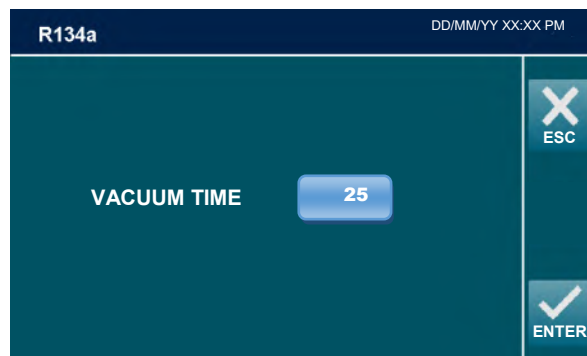 R134a
DD/MM/YY XX:XX PM
ESC
VACUUM TIME 25
ENTER